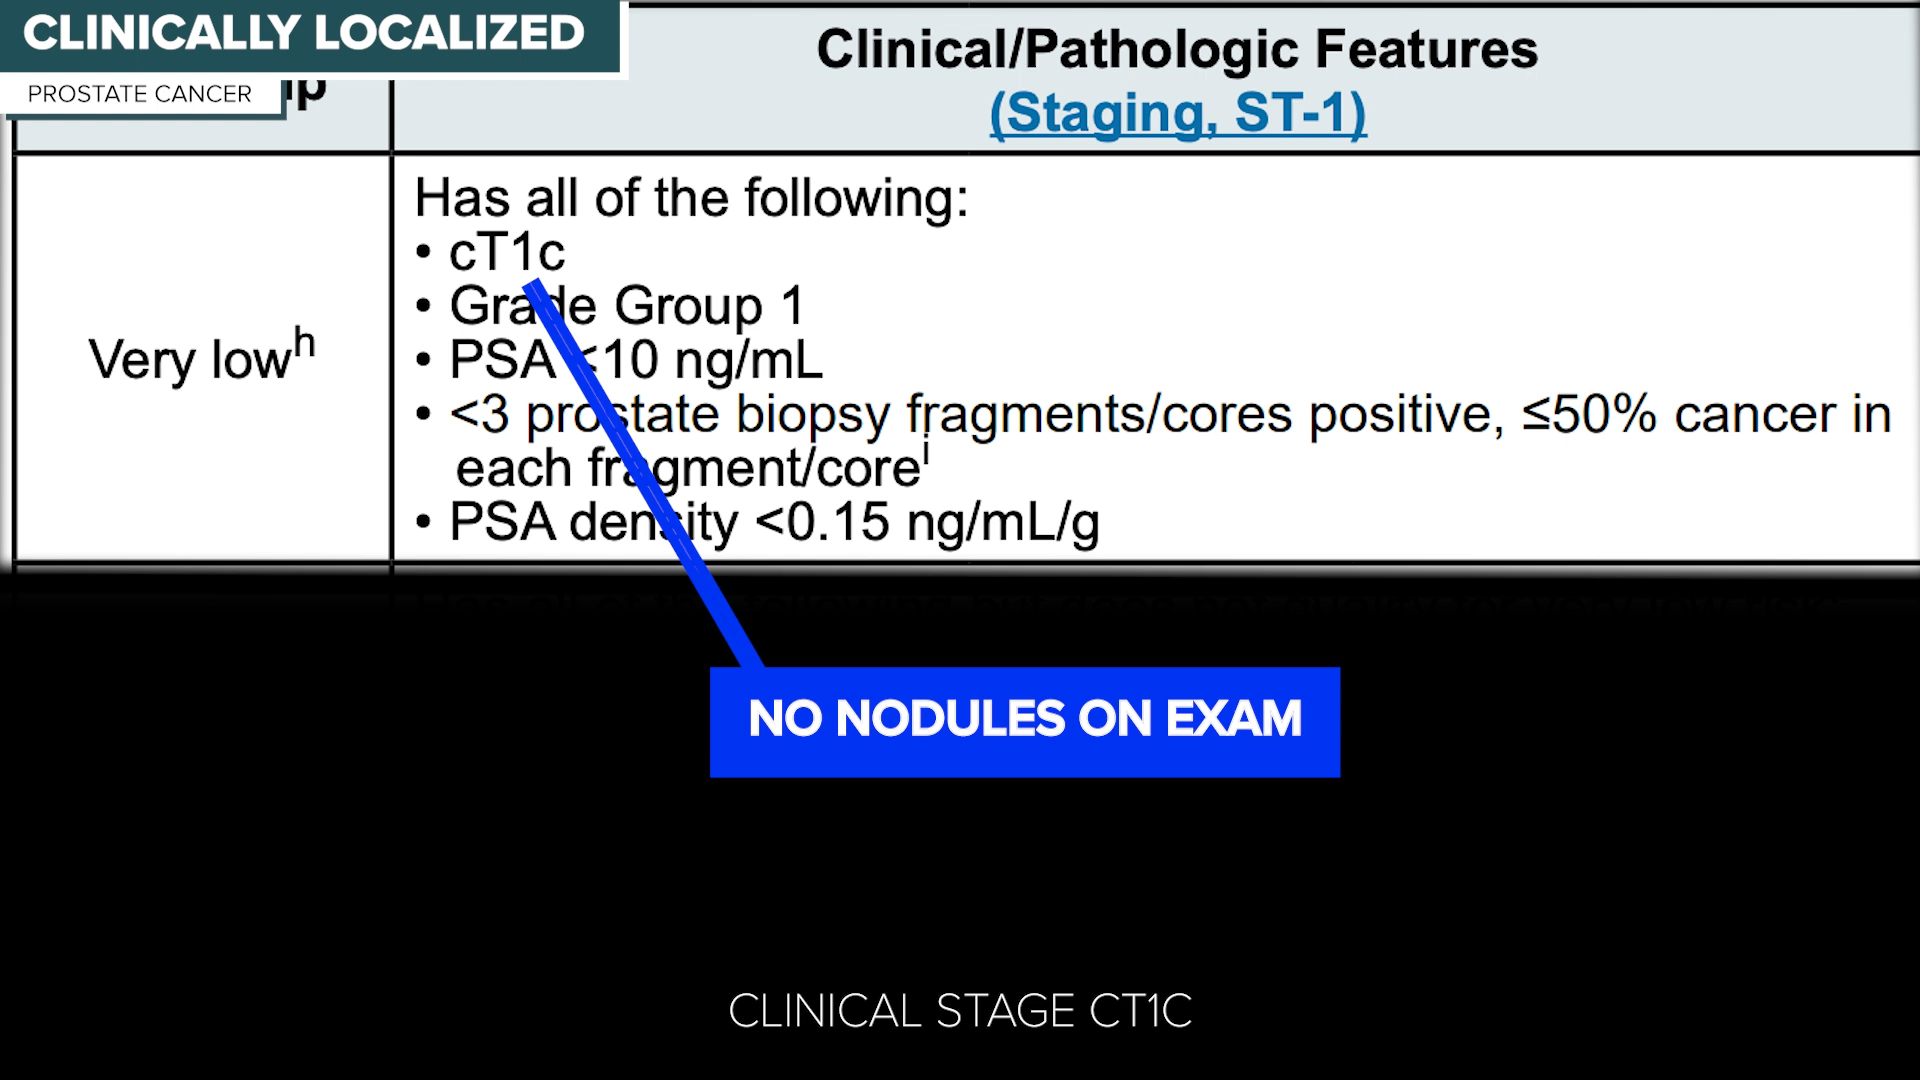 CLINICALLY LOCALIZED
PROSTATE CANCER
Clinical/Pathologic Features
(Staging, ST-1)
Very lowʰ
Has all of the following:
• cT1c
• Grade Group 1
• PSA <10 ng/mL
• <3 prostate biopsy fragments/cores positive, ≤50% cancer in
each fragment/coreⁱ
• PSA density <0.15 ng/mL/g
NO NODULES ON EXAM
CLINICAL STAGE CT1C